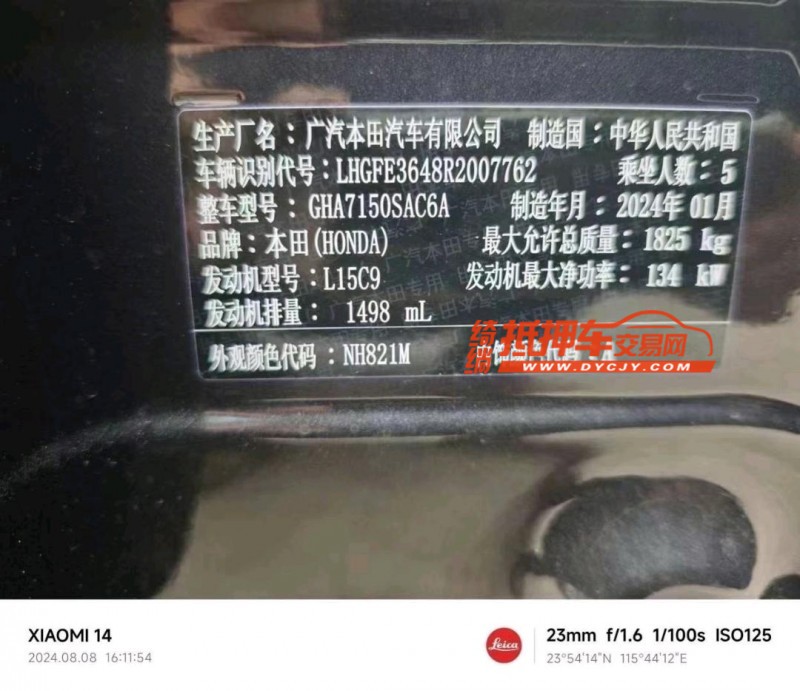 生产厂名：广汽本田汽车有限公司 制造国：中华人民共和国
车辆识别代号：LHGFE3648R2007762 乘坐人数：5
整车型号：GHA7150SAC6A 制造年月：2024年01月
品牌：本田(HONDA) 最大允许总质量：1825 kg
发动机型号：L15C9 发动机最大净功率：134 kW
发动机排量：1498 mL
外观颜色代码：NH821M 内饰颜色代码：A
抵押车交易网
WWW.DYCJY.COM
XIAOMI 14
2024.08.08 16:11:54
Leica
23mm f/1.6 1/100s ISO125
23°54'14"N 115°44'12"E